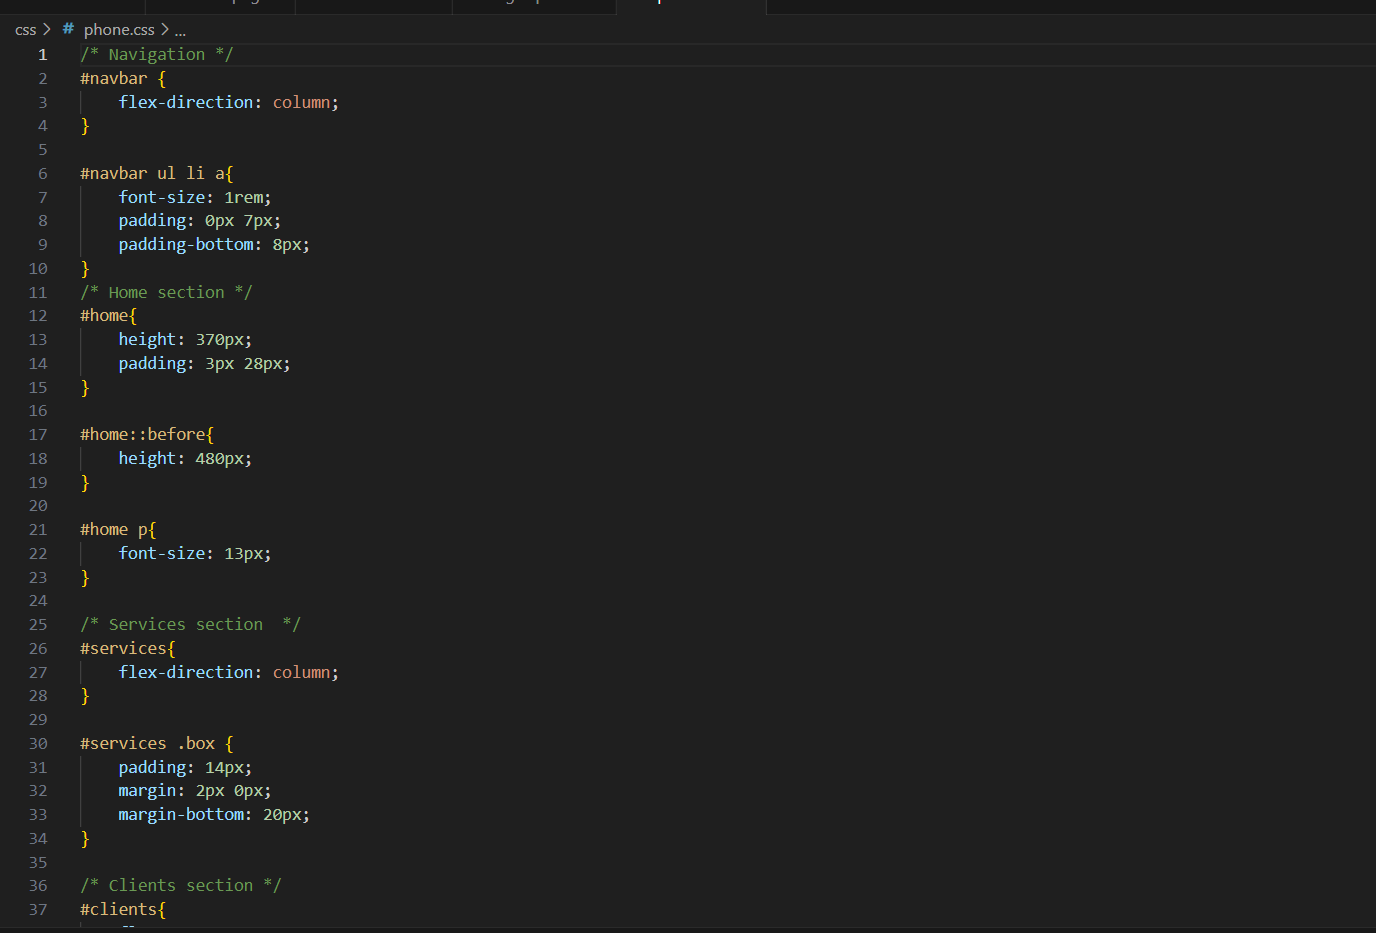 css > # phone.css > ...
1 /* Navigation */
2 #navbar {
3 flex-direction: column;
4 }
5
6 #navbar ul li a{
7 font-size: 1rem;
8 padding: 0px 7px;
9 padding-bottom: 8px;
10 }
11 /* Home section */
12 #home{
13 height: 370px;
14 padding: 3px 28px;
15 }
16
17 #home::before{
18 height: 480px;
19 }
20
21 #home p{
22 font-size: 13px;
23 }
24
25 /* Services section  */
26 #services{
27 flex-direction: column;
28 }
29
30 #services .box {
31 padding: 14px;
32 margin: 2px 0px;
33 margin-bottom: 20px;
34 }
35
36 /* Clients section */
37 #clients{